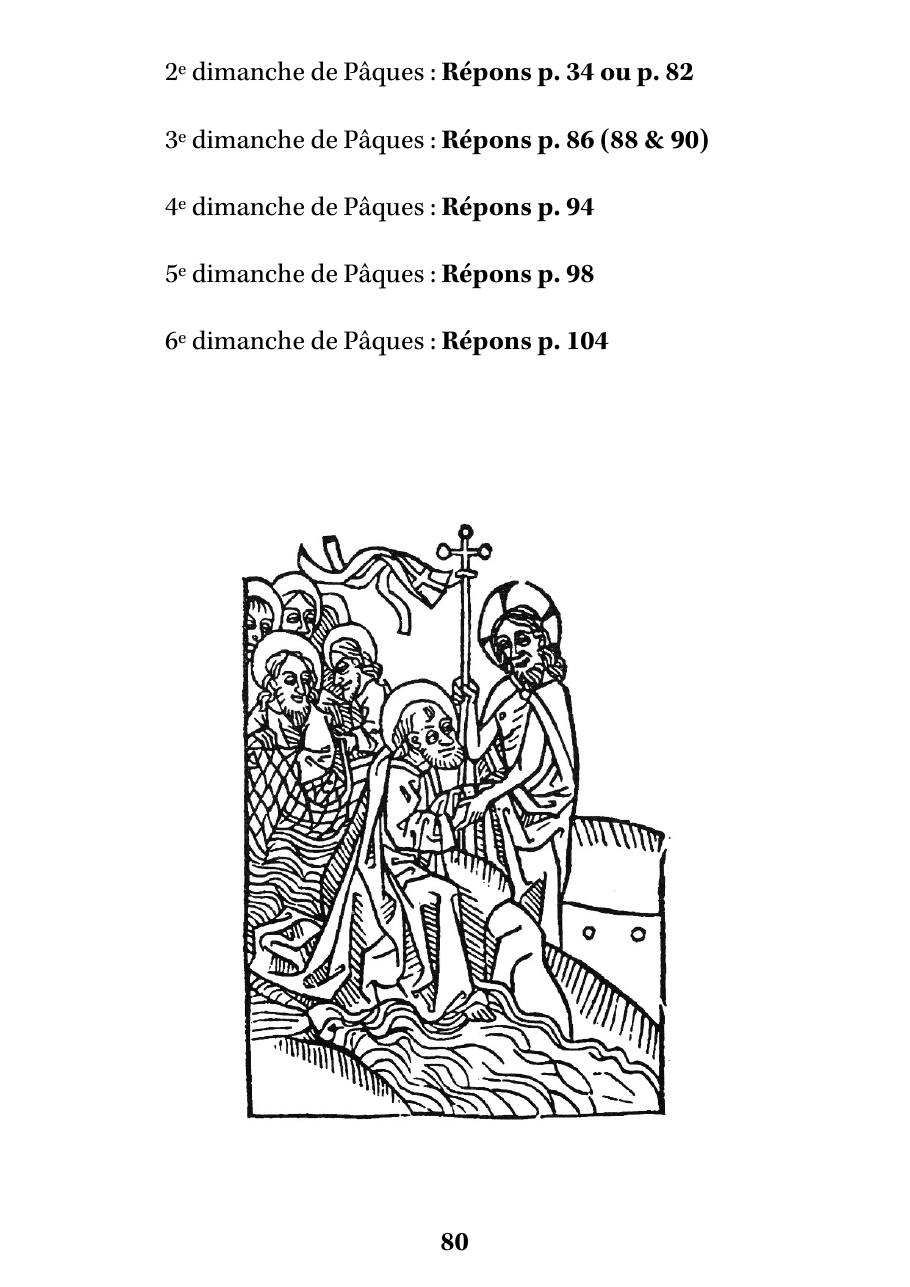 2e dimanche de Pâques : Répons p. 34 ou p. 82
3e dimanche de Pâques : Répons p. 86 (88 & 90)
4e dimanche de Pâques : Répons p. 94
5e dimanche de Pâques : Répons p. 98
6e dimanche de Pâques : Répons p. 104
80